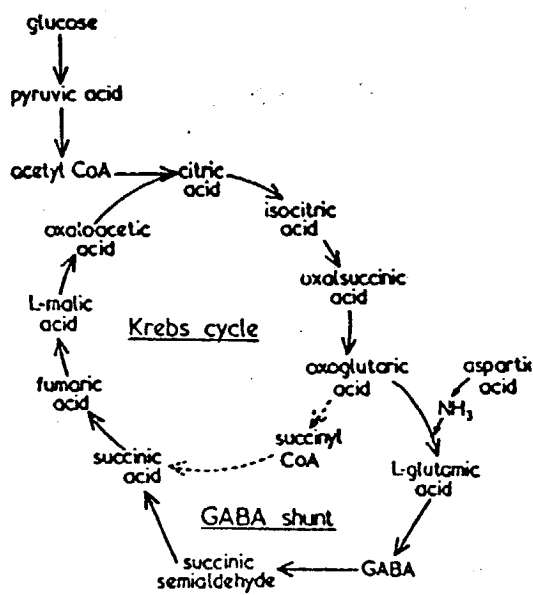 glucose
pyruvic acid
acetyl CoA
citric
acid
isocitric
acid
oxalsuccinic
acid
oxoglutaric
acid
aspartic
acid
NH₃
L-glutamic
acid
GABA
succinic
semialdehyde
succinic
acid
succinyl
CoA
fumaric
acid
L-malic
acid
oxaloacetic
acid
Krebs cycle
GABA shunt